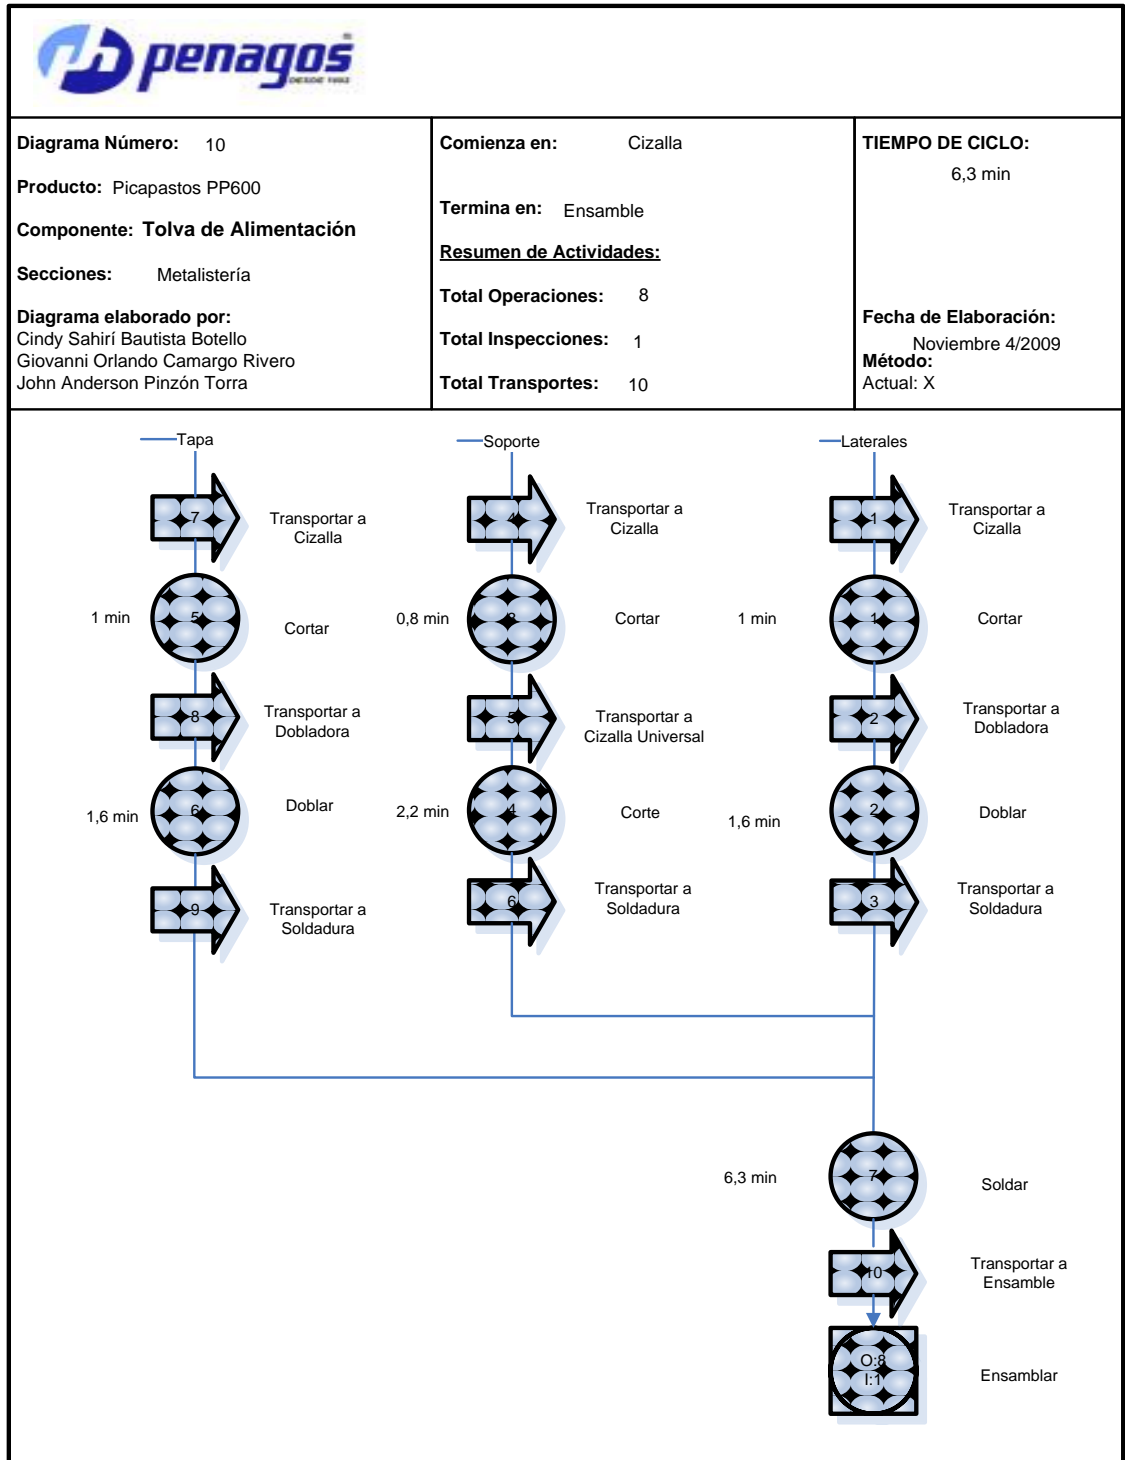 penagos
DESDE 1892
Diagrama Número: 10
Producto: Picapastos PP600
Componente: Tolva de Alimentación
Secciones: Metalistería
Diagrama elaborado por:
Cindy Sahirí Bautista Botello
Giovanni Orlando Camargo Rivero
John Anderson Pinzón Torra
Comienza en: Cizalla
Termina en: Ensamble
Resumen de Actividades:
Total Operaciones: 8
Total Inspecciones: 1
Total Transportes: 10
TIEMPO DE CICLO:
6,3 min
Fecha de Elaboración:
Noviembre 4/2009
Método:
Actual: X
Tapa
7
Transportar a
Cizalla
1 min
5
Cortar
8
Transportar a
Dobladora
1,6 min
6
Doblar
9
Transportar a
Soldadura
Soporte
4
Transportar a
Cizalla
0,8 min
3
Cortar
5
Transportar a
Cizalla Universal
2,2 min
4
Corte
6
Transportar a
Soldadura
Laterales
1
Transportar a
Cizalla
1 min
1
Cortar
2
Transportar a
Dobladora
1,6 min
2
Doblar
3
Transportar a
Soldadura
6,3 min
7
Soldar
10
Transportar a
Ensamble
O:8
I:1
Ensamblar